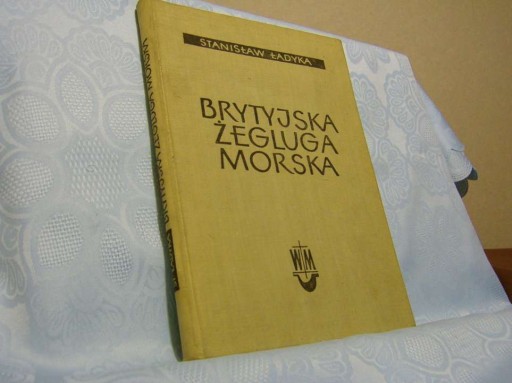 STANISŁAW ŁADYKA
BRYTYJSKA
ŻEGLUGA
MORSKA
WM